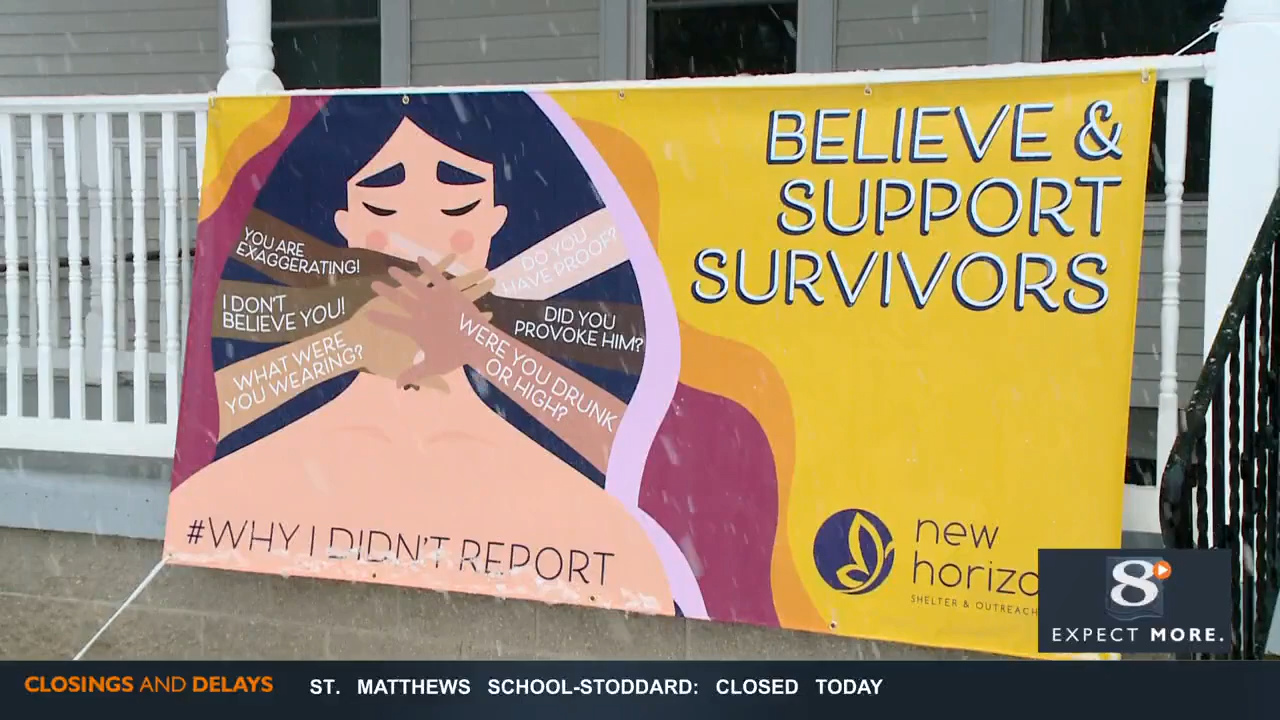 BELIEVE &
SUPPORT
SURVIVORS
YOU ARE
EXAGGERATING!
I DON'T
BELIEVE YOU!
WHAT WERE
YOU WEARING?
DO YOU
HAVE PROOF?
DID YOU
PROVOKE HIM?
WERE YOU DRUNK
OR HIGH?
#WHY I DIDN'T REPORT
new
horizo
SHELTER & OUTREACH
8
EXPECT MORE.
CLOSINGS AND DELAYS
ST. MATTHEWS SCHOOL-STODDARD: CLOSED TODAY